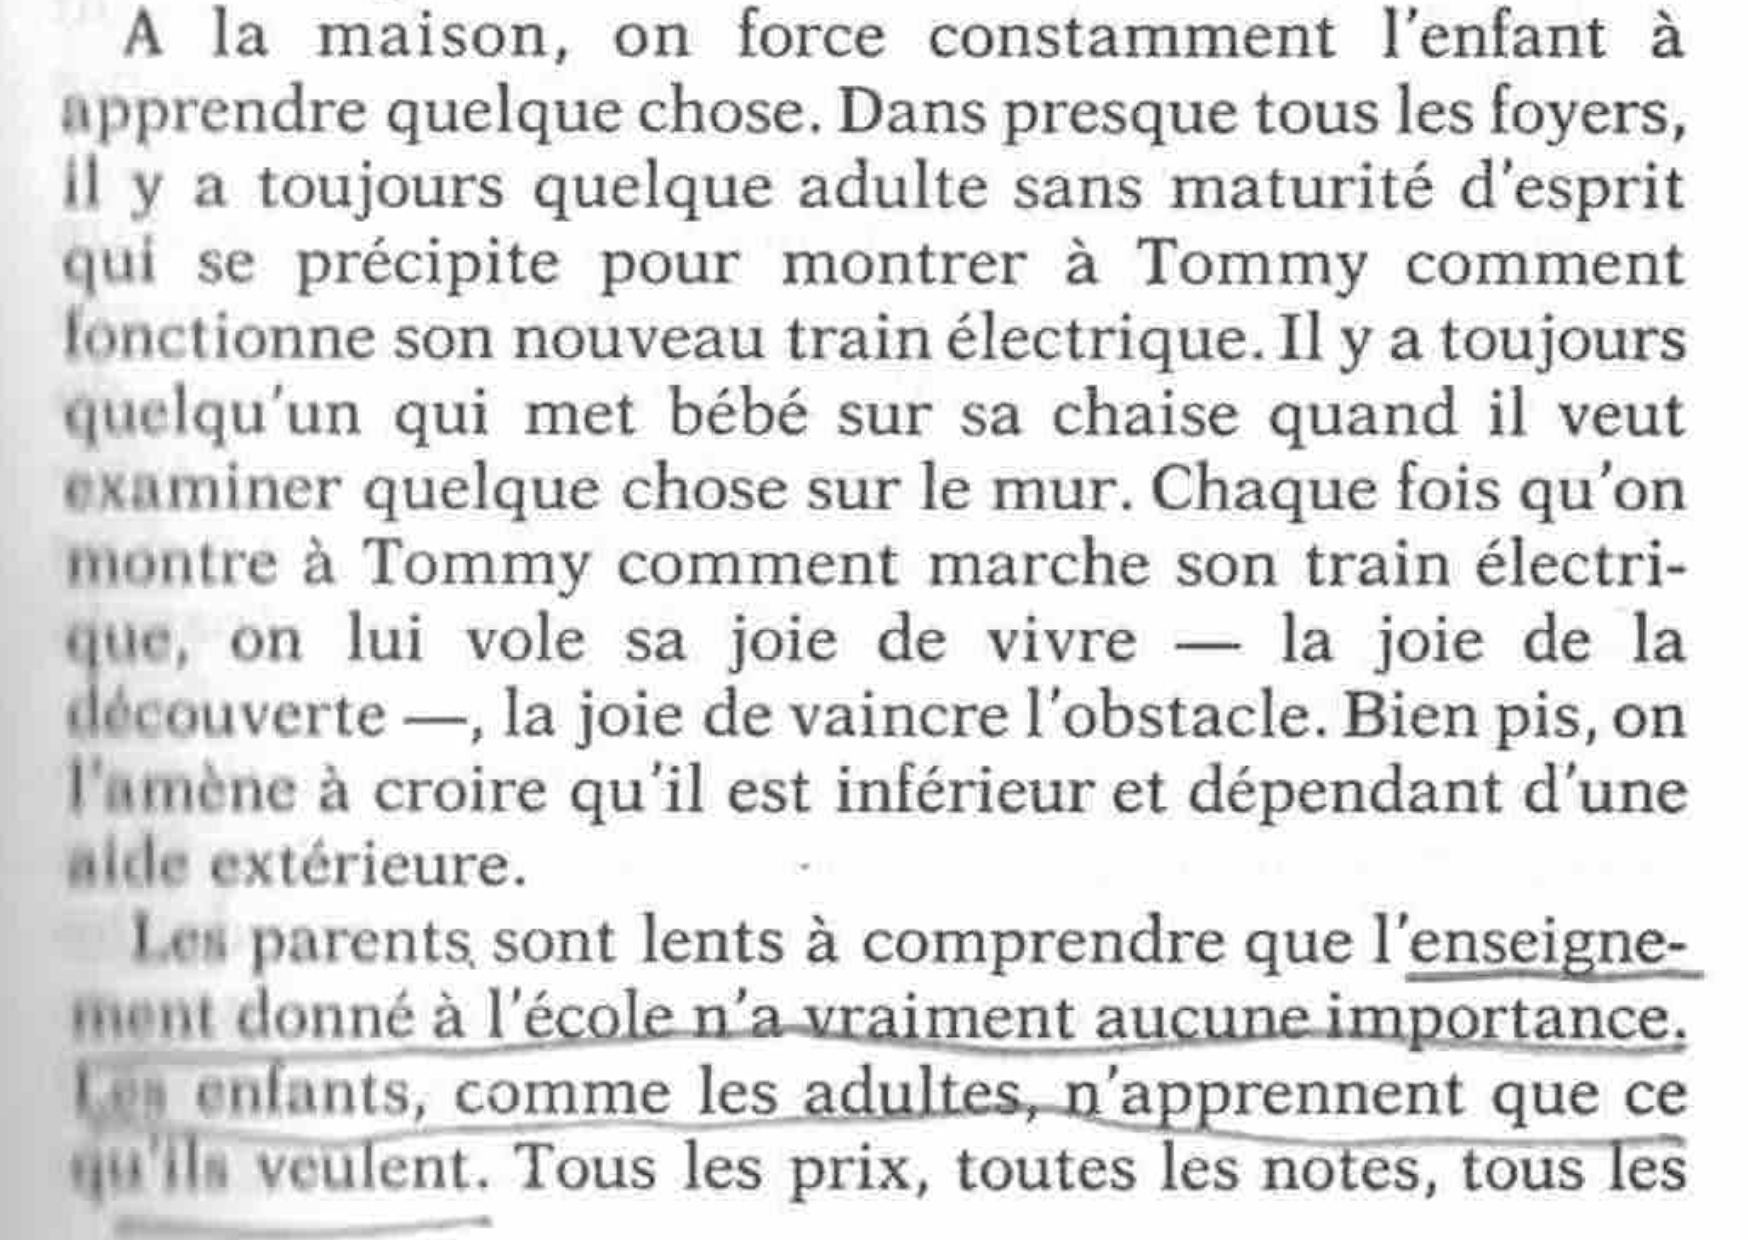 A la maison, on force constamment l'enfant à
apprendre quelque chose. Dans presque tous les foyers,
il y a toujours quelque adulte sans maturité d'esprit
qui se précipite pour montrer à Tommy comment
fonctionne son nouveau train électrique. Il y a toujours
quelqu'un qui met bébé sur sa chaise quand il veut
examiner quelque chose sur le mur. Chaque fois qu'on
montre à Tommy comment marche son train électri-
que, on lui vole sa joie de vivre — la joie de la
découverte —, la joie de vaincre l'obstacle. Bien pis, on
l'amène à croire qu'il est inférieur et dépendant d'une
aide extérieure.
Les parents sont lents à comprendre que l'enseigne-
ment donné à l'école n'a vraiment aucune importance.
Les enfants, comme les adultes, n'apprennent que ce
qu'ils veulent. Tous les prix, toutes les notes, tous les